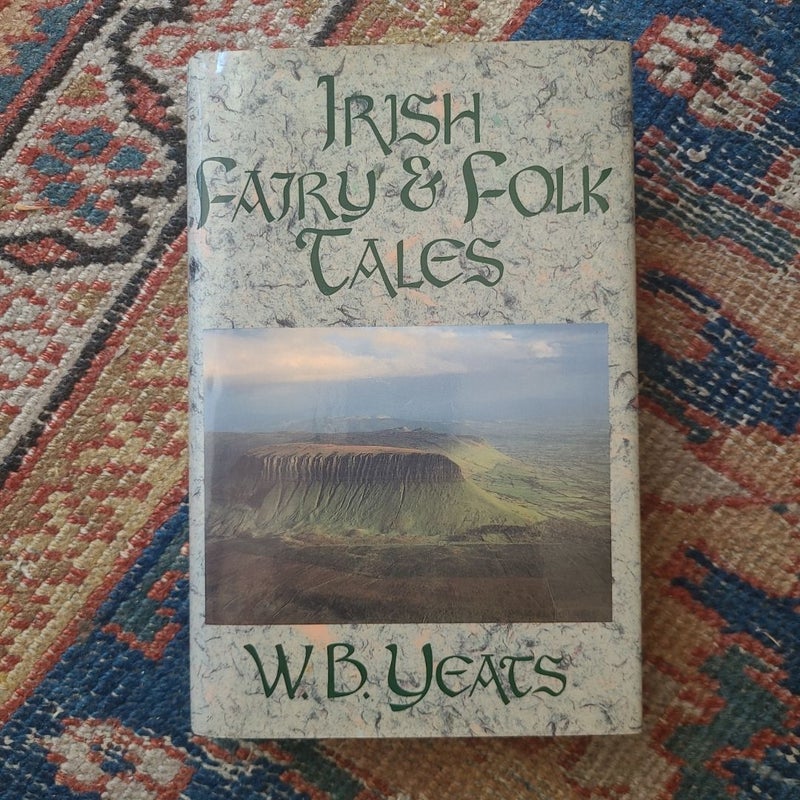 IRISH
FAIRY & FOLK
TALES
W. B. YEATS